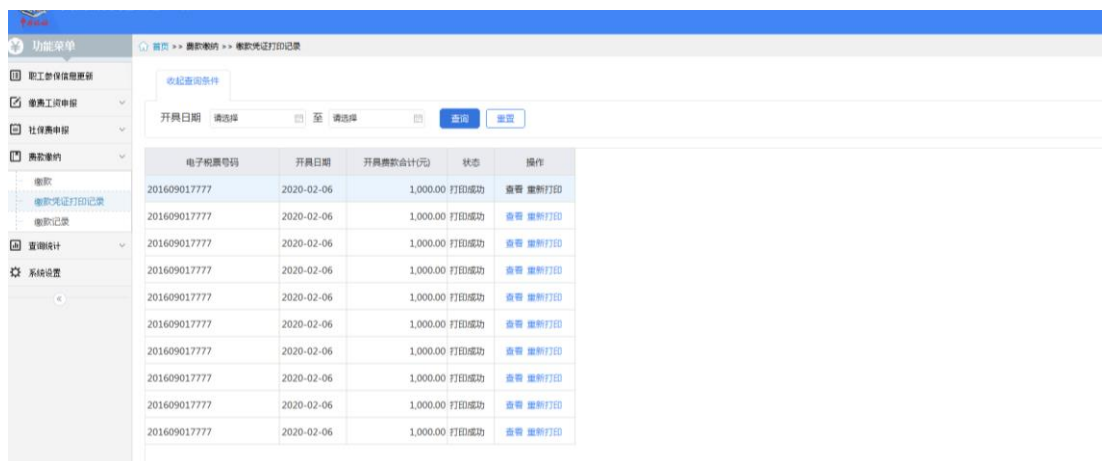 功能菜单
首页 >> 费款缴纳 >> 缴款凭证打印记录
职工参保信息更新
缴费工资申报
社保费申报
费款缴纳
缴款
缴款凭证打印记录
缴款记录
查询统计
系统设置
收起查询条件
开具日期 请选择 至 请选择 查询 重置
电子税票号码 开具日期 开具费款合计(元) 状态 操作
201609017777 2020-02-06 1,000.00 打印成功 查看 重新打印
201609017777 2020-02-06 1,000.00 打印成功 查看 重新打印
201609017777 2020-02-06 1,000.00 打印成功 查看 重新打印
201609017777 2020-02-06 1,000.00 打印成功 查看 重新打印
201609017777 2020-02-06 1,000.00 打印成功 查看 重新打印
201609017777 2020-02-06 1,000.00 打印成功 查看 重新打印
201609017777 2020-02-06 1,000.00 打印成功 查看 重新打印
201609017777 2020-02-06 1,000.00 打印成功 查看 重新打印
201609017777 2020-02-06 1,000.00 打印成功 查看 重新打印
201609017777 2020-02-06 1,000.00 打印成功 查看 重新打印